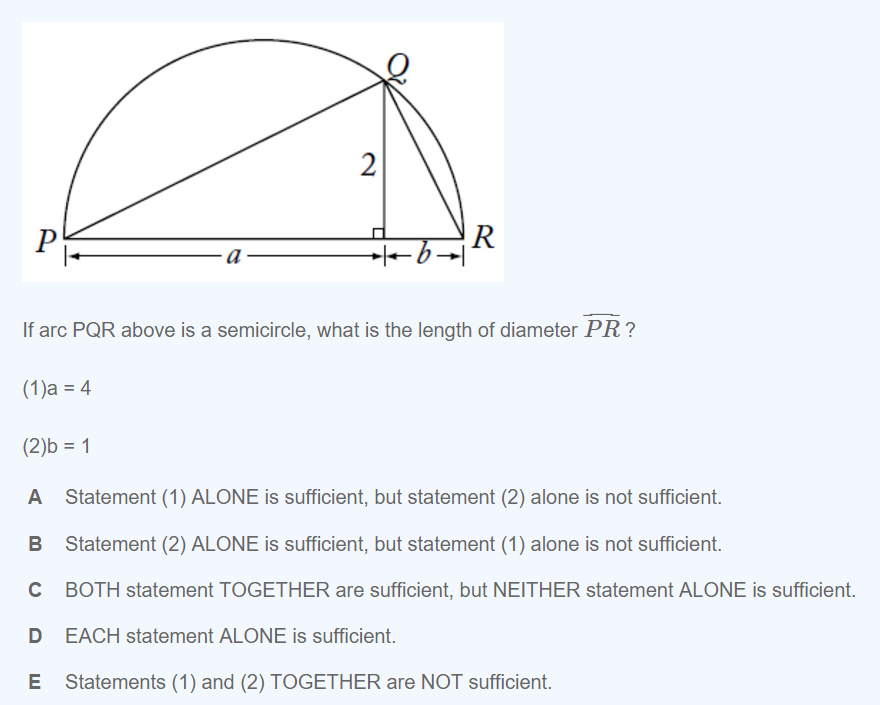 Q
2
P
R
a
b
If arc PQR above is a semicircle, what is the length of diameter PR ?
(1)a = 4
(2)b = 1
A Statement (1) ALONE is sufficient, but statement (2) alone is not sufficient.
B Statement (2) ALONE is sufficient, but statement (1) alone is not sufficient.
C BOTH statement TOGETHER are sufficient, but NEITHER statement ALONE is sufficient.
D EACH statement ALONE is sufficient.
E Statements (1) and (2) TOGETHER are NOT sufficient.